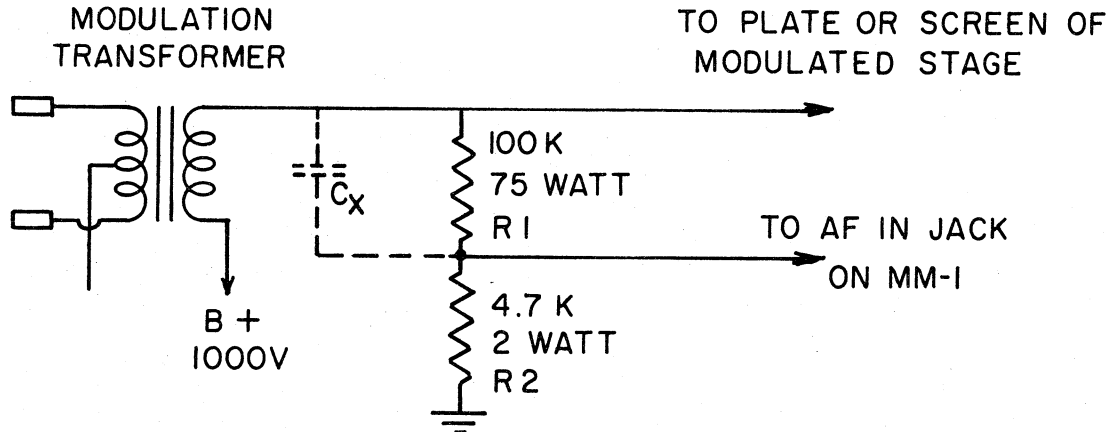 MODULATION
TRANSFORMER
TO PLATE OR SCREEN OF
MODULATED STAGE
100K
75 WATT
R1
Cx
TO AF IN JACK
ON MM-1
B +
1000V
4.7 K
2 WATT
R2